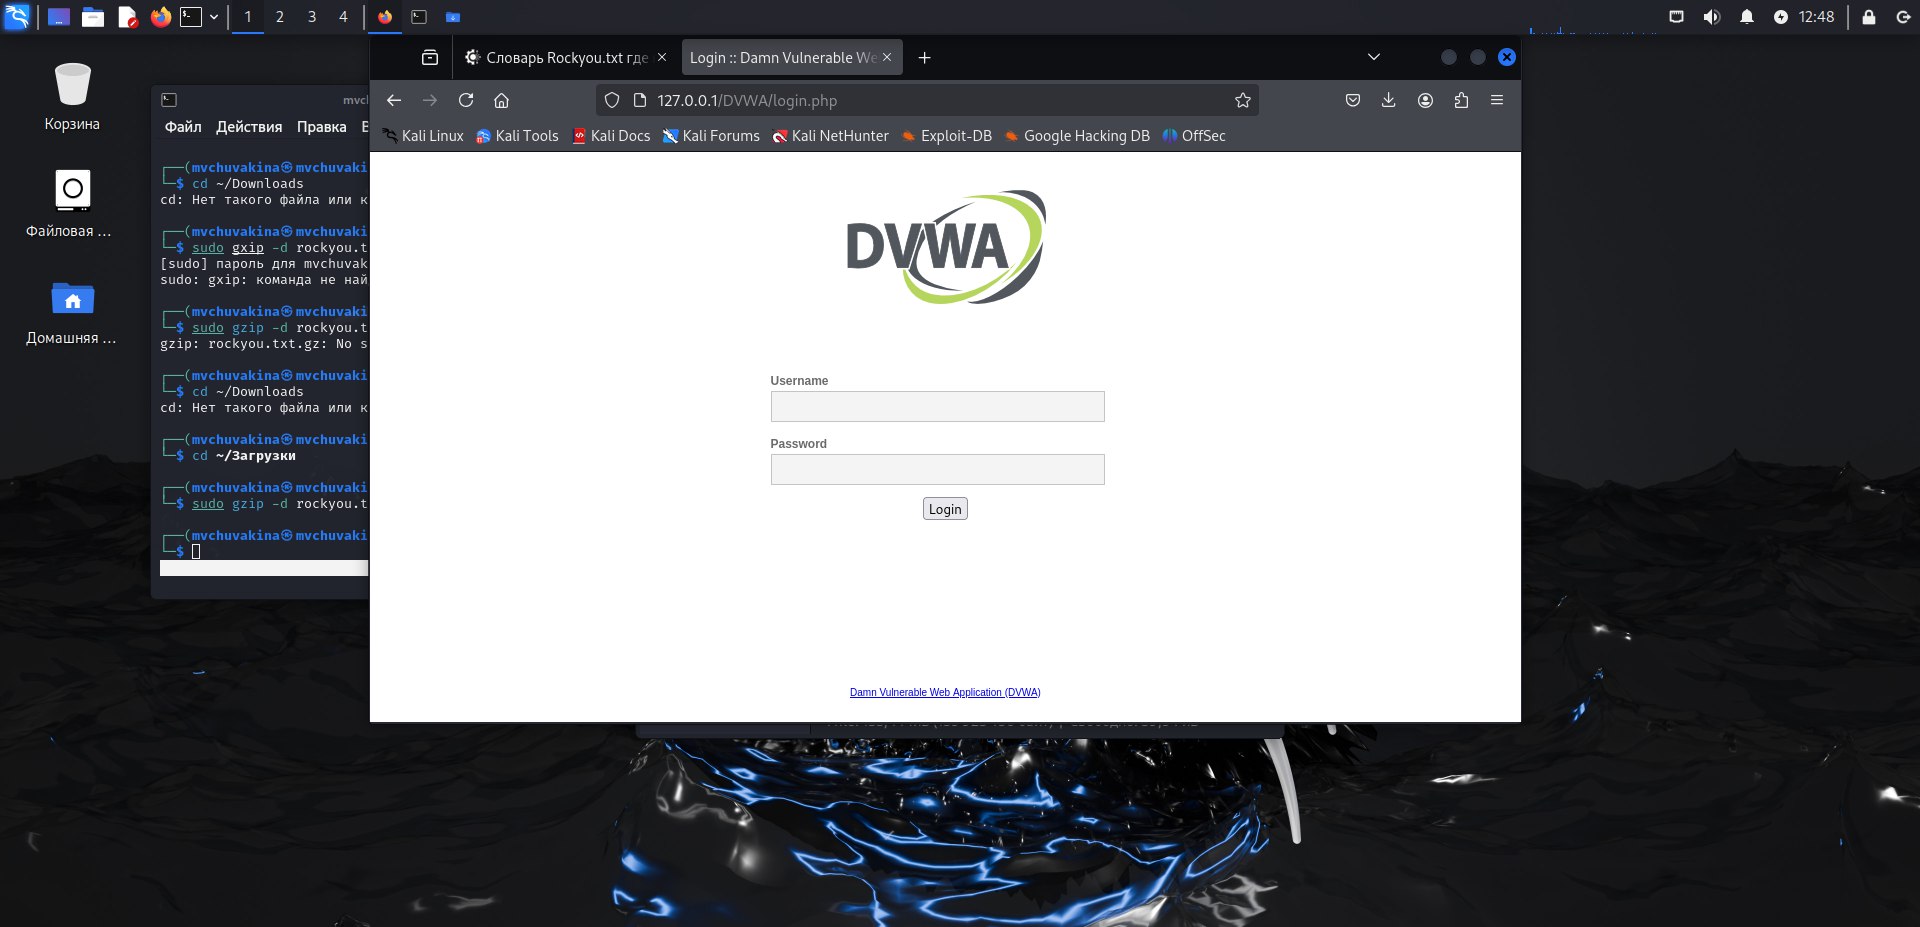 1 2 3 4
12:48
Корзина
Файловая ...
Домашняя ...
mvch
Файл Действия Правка
(mvchuvakina㉿mvchuvaki
$ cd ~/Downloads
cd: Нет такого файла или к
(mvchuvakina㉿mvchuvaki
$ sudo gxip -d rockyou.t
[sudo] пароль для mvchuvak
sudo: gxip: команда не най
(mvchuvakina㉿mvchuvaki
$ sudo gzip -d rockyou.t
gzip: rockyou.txt.gz: No s
(mvchuvakina㉿mvchuvaki
$ cd ~/Downloads
cd: Нет такого файла или к
(mvchuvakina㉿mvchuvaki
$ cd ~/Загрузки
(mvchuvakina㉿mvchuvaki
$ sudo gzip -d rockyou.t
(mvchuvakina㉿mvchuvaki
$
Словарь Rockyou.txt где
Login :: Damn Vulnerable We
127.0.0.1/DVWA/login.php
Kali Linux Kali Tools Kali Docs Kali Forums Kali NetHunter Exploit-DB Google Hacking DB OffSec
DVWA
Username
Password
Login
Damn Vulnerable Web Application (DVWA)